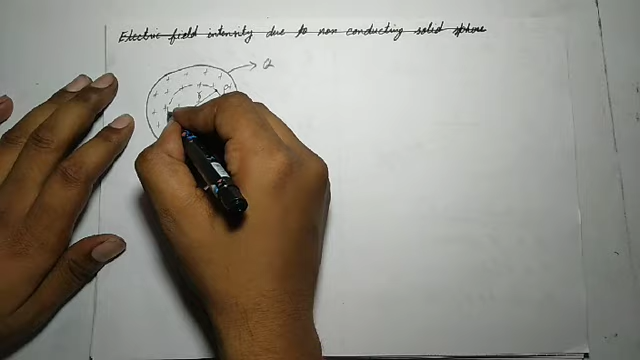 Electric field intensity due to non conducting solid sphere
Q